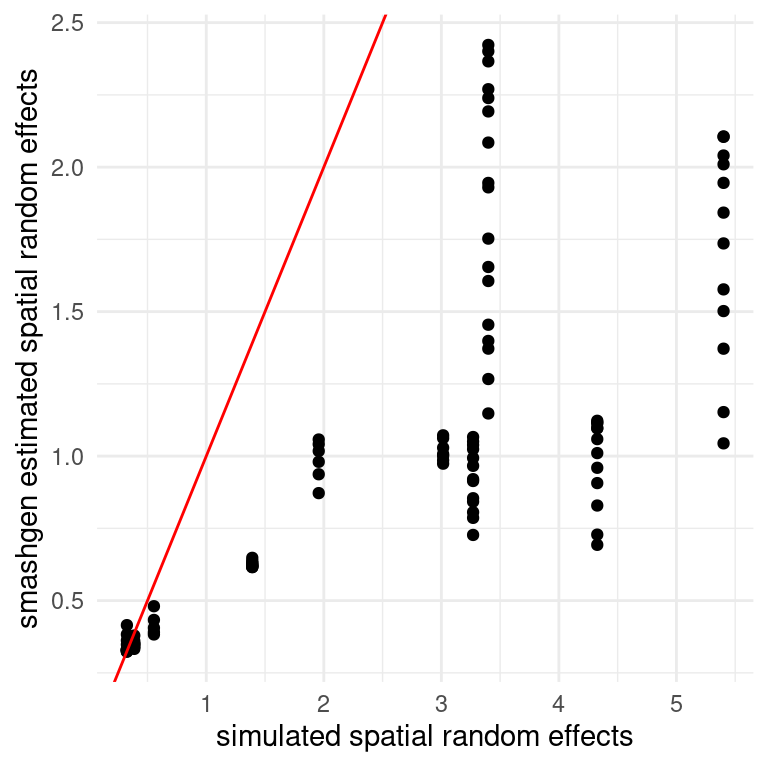 2.5
2.0
1.5
1.0
0.5
smashgen estimated spatial random effects
1 2 3 4 5
simulated spatial random effects